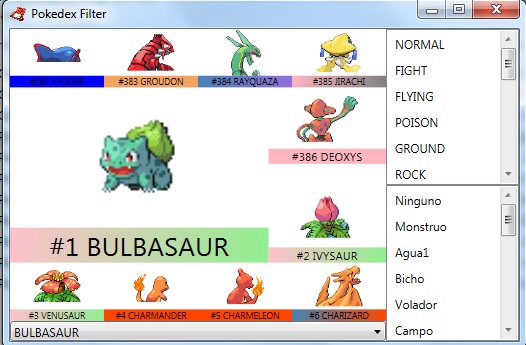 Pokedex Filter
#382 KYOGRE
#383 GROUDON
#384 RAYQUAZA
#385 JIRACHI
#386 DEOXYS
#1 BULBASAUR
#2 IVYSAUR
#3 VENUSAUR
#4 CHARMANDER
#5 CHARMELEON
#6 CHARIZARD
BULBASAUR
NORMAL
FIGHT
FLYING
POISON
GROUND
ROCK
Ninguno
Monstruo
Agua1
Bicho
Volador
Campo